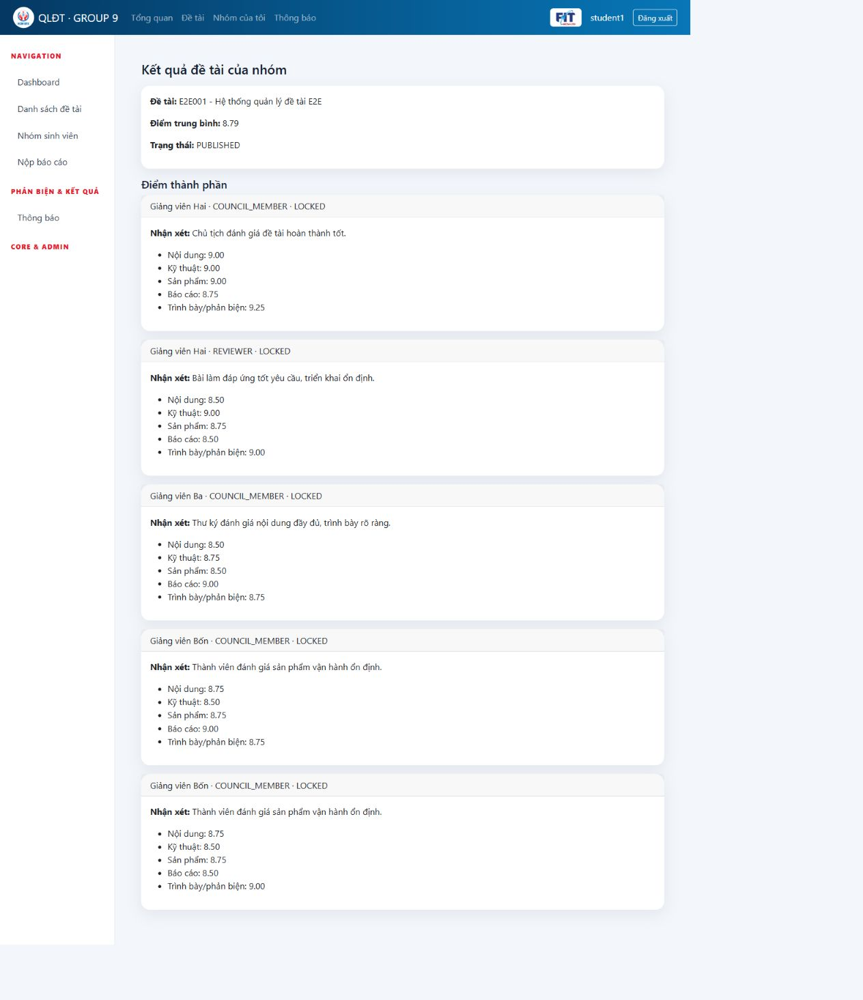 QLĐT · GROUP 9
Tổng quan
Đề tài
Nhóm của tôi
Thông báo
FIT
student1
Đăng xuất
NAVIGATION
Dashboard
Danh sách đề tài
Nhóm sinh viên
Nộp báo cáo
PHẢN BIỆN & KẾT QUẢ
Thông báo
CORE & ADMIN
Kết quả đề tài của nhóm
Đề tài: E2E001 - Hệ thống quản lý đề tài E2E
Điểm trung bình: 8.79
Trạng thái: PUBLISHED
Điểm thành phần
Giảng viên Hai · COUNCIL_MEMBER · LOCKED
Nhận xét: Chủ tịch đánh giá đề tài hoàn thành tốt.
Nội dung: 9.00
Kỹ thuật: 9.00
Sản phẩm: 9.00
Báo cáo: 8.75
Trình bày/phản biện: 9.25
Giảng viên Hai · REVIEWER · LOCKED
Nhận xét: Bài làm đáp ứng tốt yêu cầu, triển khai ổn định.
Nội dung: 8.50
Kỹ thuật: 9.00
Sản phẩm: 8.75
Báo cáo: 8.50
Trình bày/phản biện: 9.00
Giảng viên Ba · COUNCIL_MEMBER · LOCKED
Nhận xét: Thư ký đánh giá nội dung đầy đủ, trình bày rõ ràng.
Nội dung: 8.50
Kỹ thuật: 8.75
Sản phẩm: 8.50
Báo cáo: 9.00
Trình bày/phản biện: 8.75
Giảng viên Bốn · COUNCIL_MEMBER · LOCKED
Nhận xét: Thành viên đánh giá sản phẩm vận hành ổn định.
Nội dung: 8.75
Kỹ thuật: 8.50
Sản phẩm: 8.75
Báo cáo: 9.00
Trình bày/phản biện: 8.75
Giảng viên Bốn · COUNCIL_MEMBER · LOCKED
Nhận xét: Thành viên đánh giá sản phẩm vận hành ổn định.
Nội dung: 8.75
Kỹ thuật: 8.50
Sản phẩm: 8.75
Báo cáo: 8.50
Trình bày/phản biện: 9.00